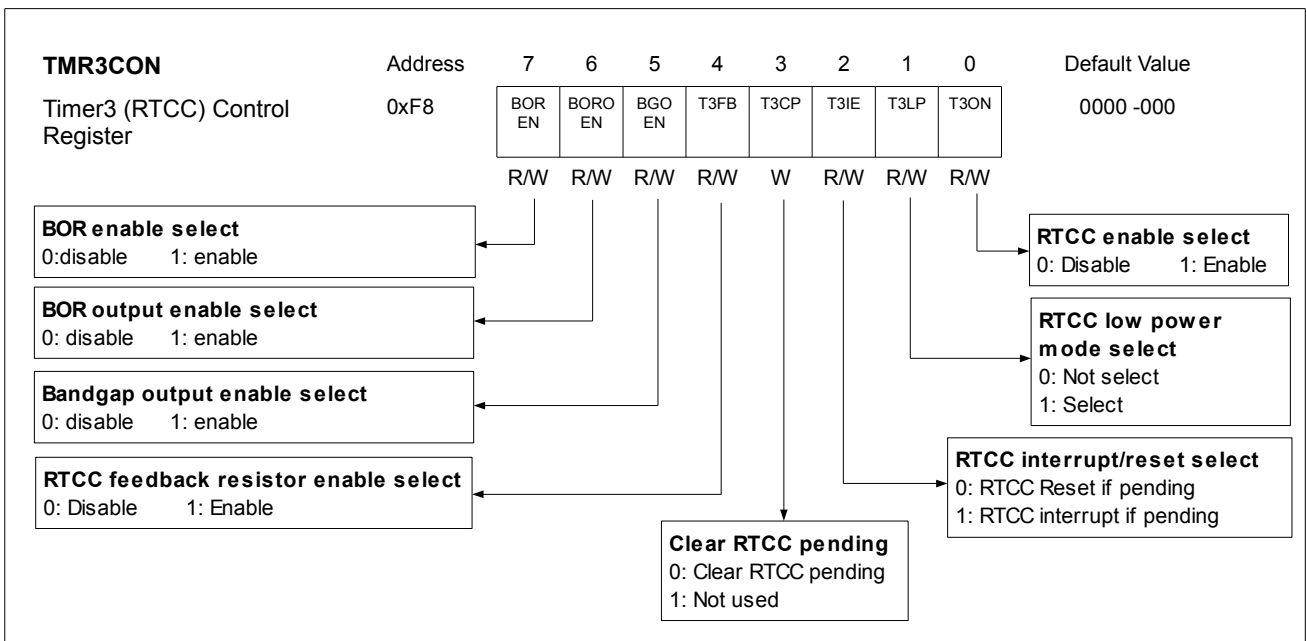 TMR3CON Address 7 6 5 4 3 2 1 0 Default Value
Timer3 (RTCC) Control Register 0xF8 BOR EN BORO EN BGO EN T3FB T3CP T3IE T3LP T3ON 0000 -000
R/W R/W R/W R/W W R/W R/W R/W
BOR enable select
0:disable 1: enable
BOR output enable select
0: disable 1: enable
Bandgap output enable select
0: disable 1: enable
RTCC feedback resistor enable select
0: Disable 1: Enable
Clear RTCC pending
0: Clear RTCC pending
1: Not used
RTCC interrupt/reset select
0: RTCC Reset if pending
1: RTCC interrupt if pending
RTCC low power
mode select
0: Not select
1: Select
RTCC enable select
0: Disable 1: Enable